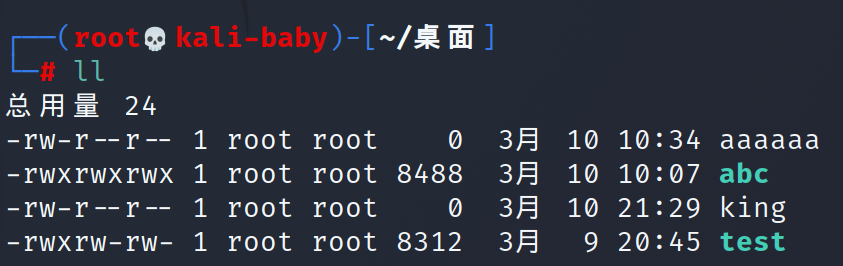 ┌──(root💀kali-baby)-[~/桌面]
└─# ll
总用量 24
-rw-r--r-- 1 root root    0  3月  10 10:34 aaaaaa
-rwxrwxrwx 1 root root 8488  3月  10 10:07 abc
-rw-r--r-- 1 root root    0  3月  10 21:29 king
-rwxrw-rw- 1 root root 8312  3月   9 20:45 test